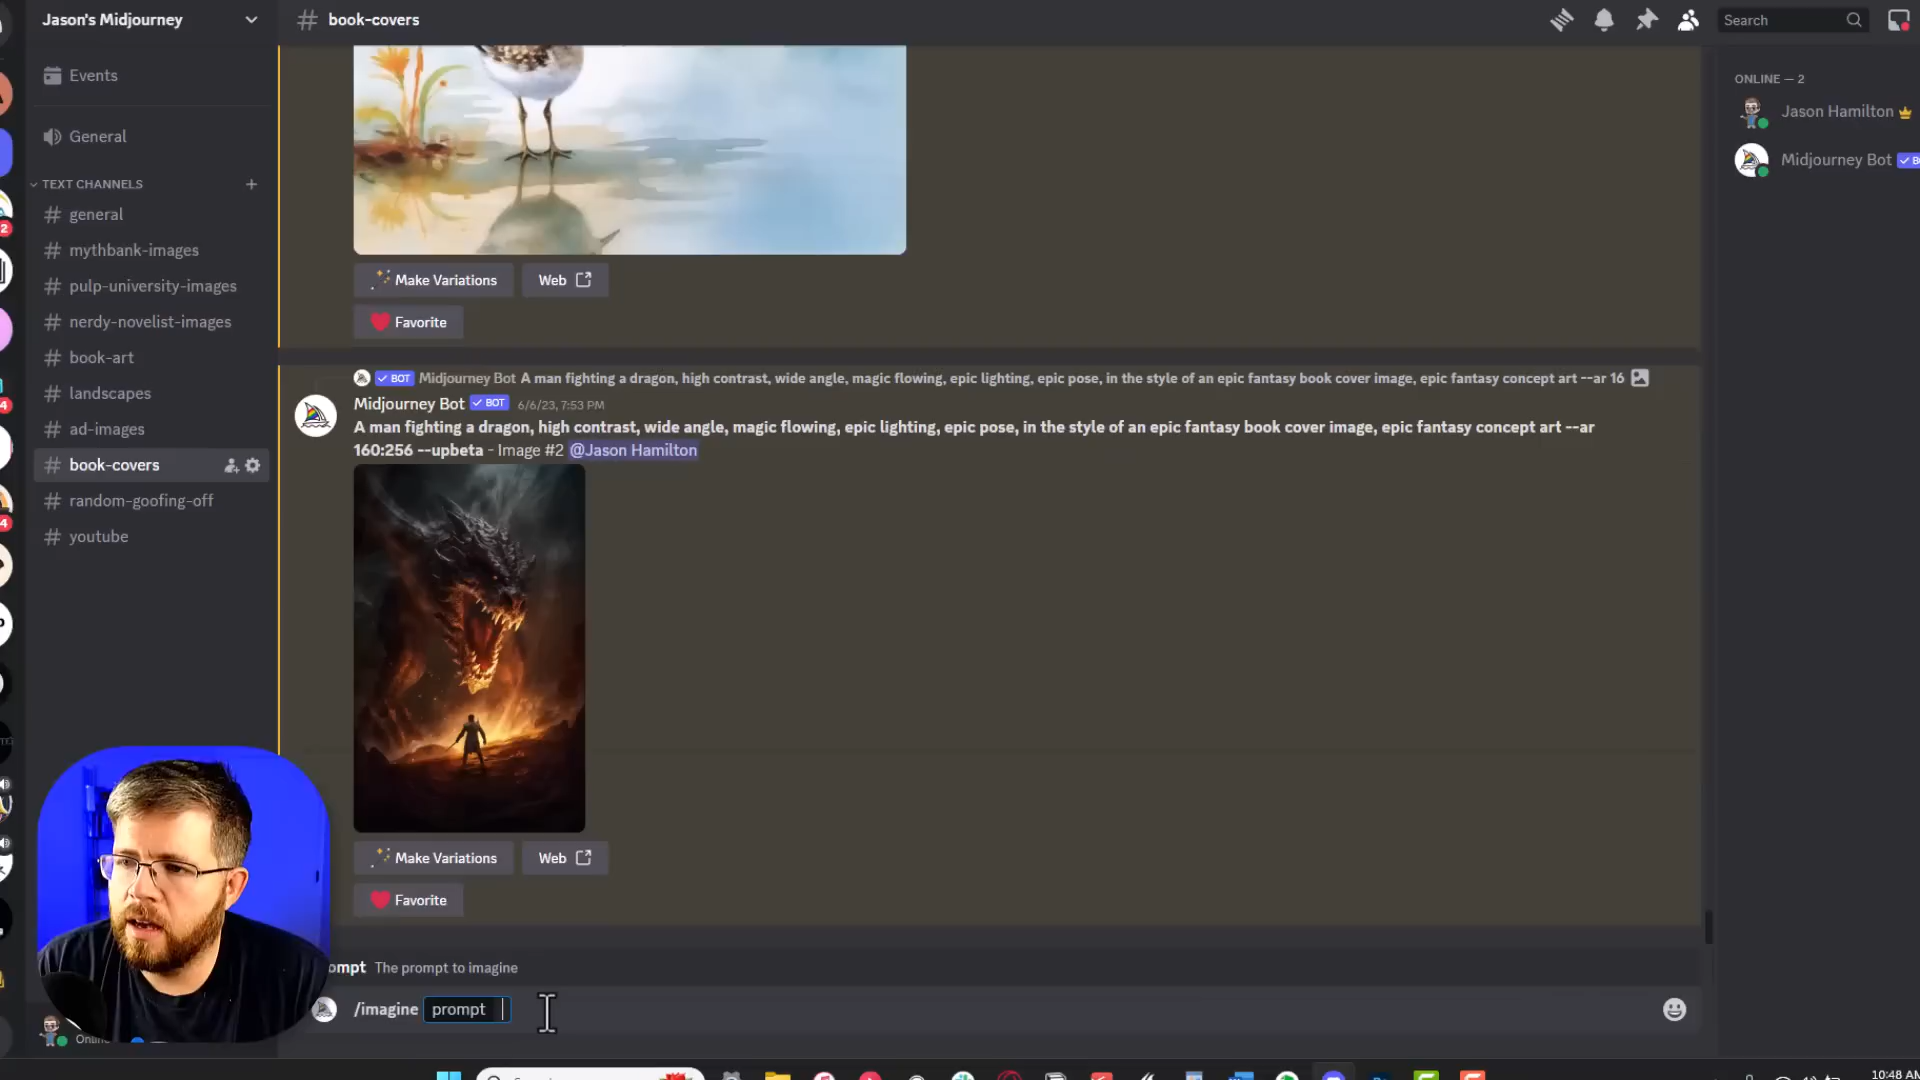 Jason's Midjourney
Events
General
TEXT CHANNELS
general
mythbank-images
pulp-university-images
nerdy-novelist-images
book-art
landscapes
ad-images
book-covers
random-goofing-off
youtube
2
4
4
Online
# book-covers
Search
Make Variations
Web
Favorite
BOT Midjourney Bot A man fighting a dragon, high contrast, wide angle, magic flowing, epic lighting, epic pose, in the style of an epic fantasy book cover image, epic fantasy concept art --ar 16
Midjourney Bot BOT 6/6/23, 7:53 PM
A man fighting a dragon, high contrast, wide angle, magic flowing, epic lighting, epic pose, in the style of an epic fantasy book cover image, epic fantasy concept art --ar
160:256 --upbeta - Image #2 @Jason Hamilton
Make Variations
Web
Favorite
ompt The prompt to imagine
/imagine prompt
ONLINE — 2
Jason Hamilton
Midjourney Bot
10:48 AM